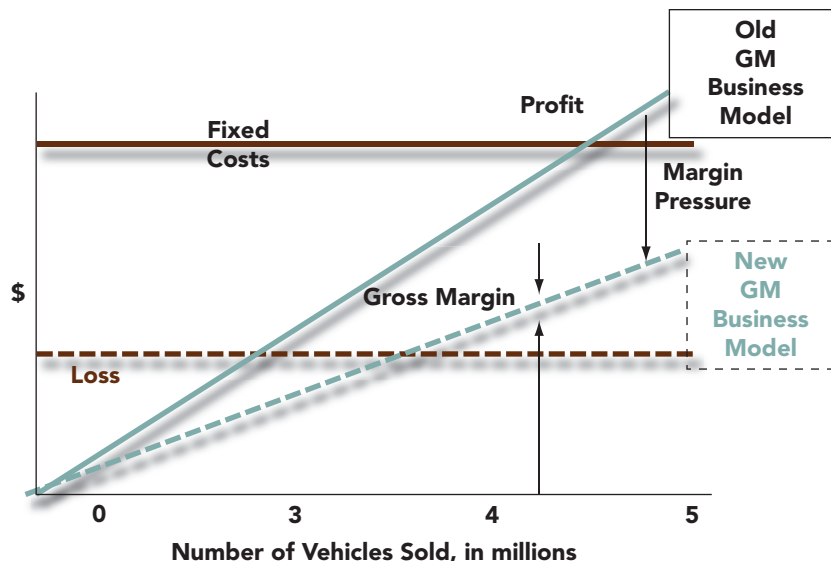 Old
GM
Business
Model
Profit
Fixed
Costs
Margin
Pressure
$
Gross Margin
New
GM
Business
Model
Loss
0 3 4 5
Number of Vehicles Sold, in millions